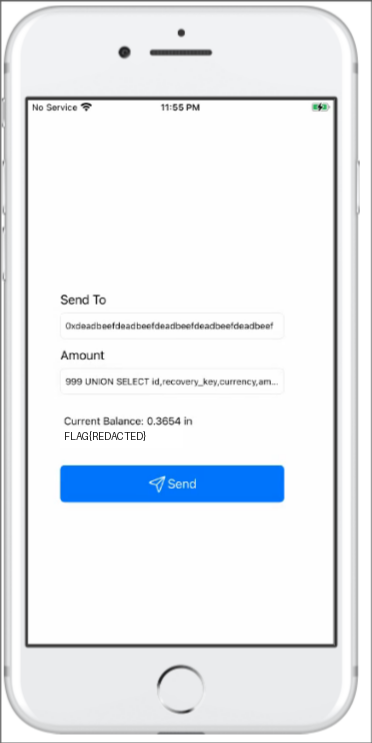 No Service 11:55 PM
Send To
0xdeadbeefdeadbeefdeadbeefdeadbeefdeadbeef
Amount
999 UNION SELECT id,recovery_key,currency,am...
Current Balance: 0.3654 in
FLAG{REDACTED}
Send